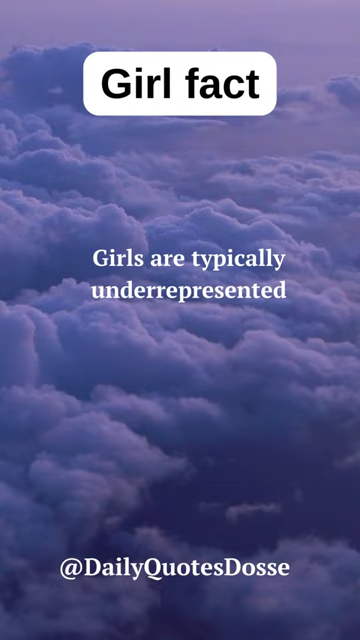 Girl fact
Girls are typically
underrepresented
@DailyQuotesDosse